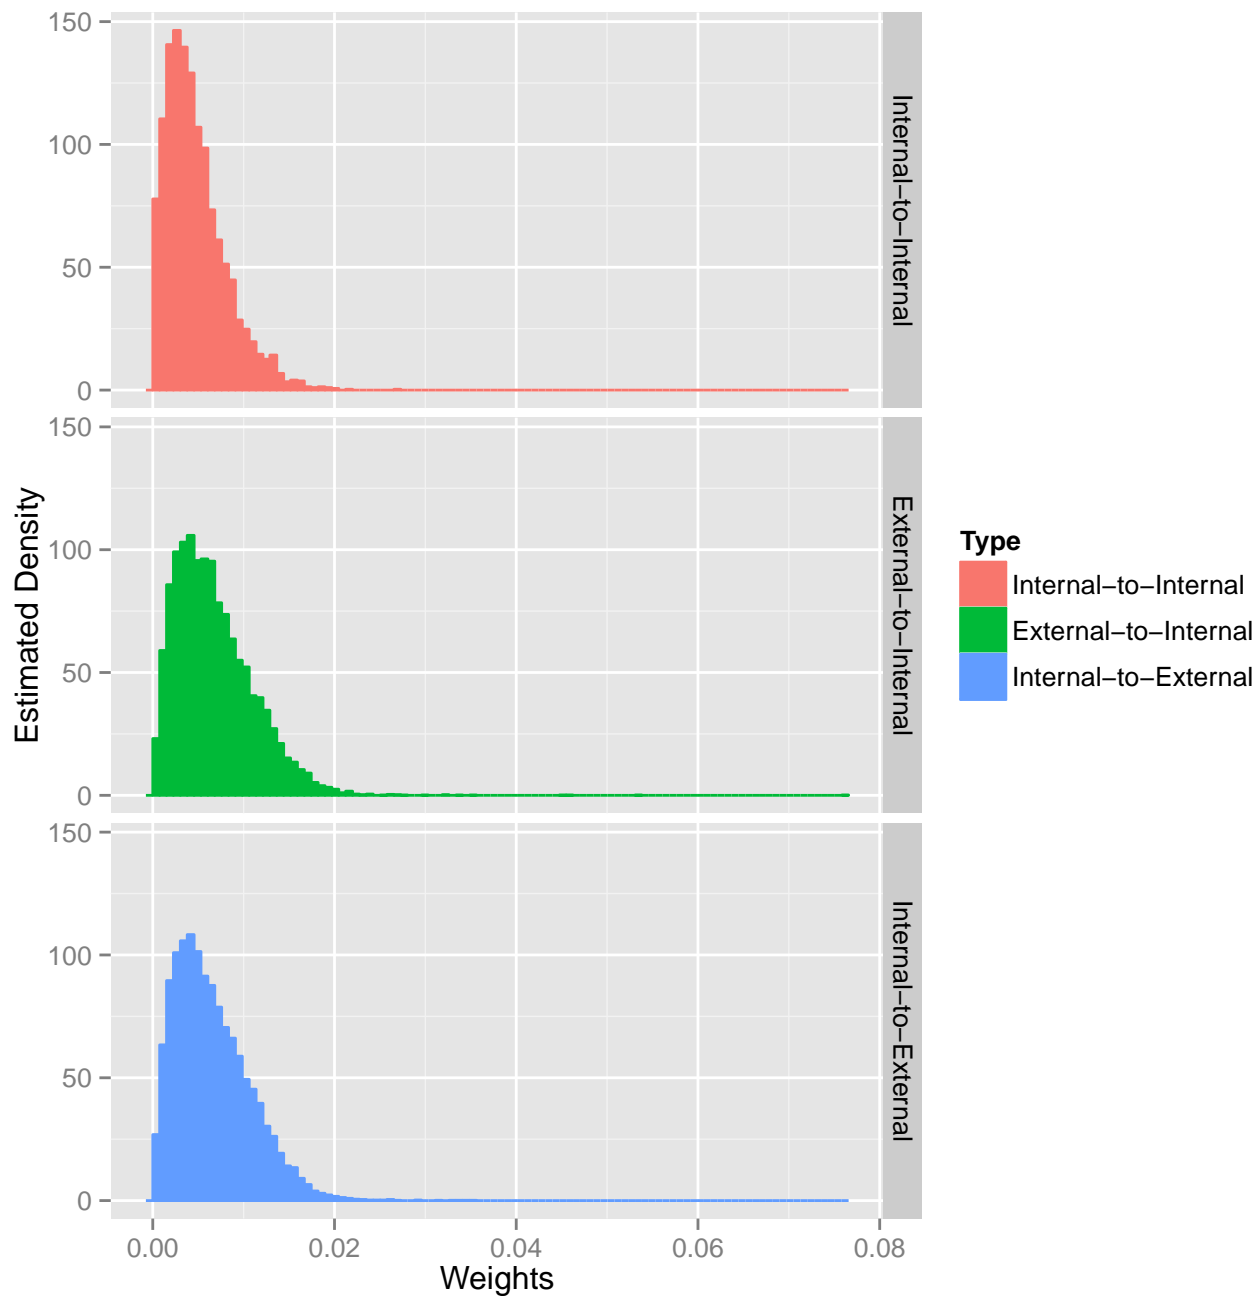 150
100
50
0
Internal−to−Internal
150
100
50
0
External−to−Internal
150
100
50
0
Internal−to−External
0.00 0.02 0.04 0.06 0.08
Weights
Estimated Density
Type
Internal−to−Internal
External−to−Internal
Internal−to−External